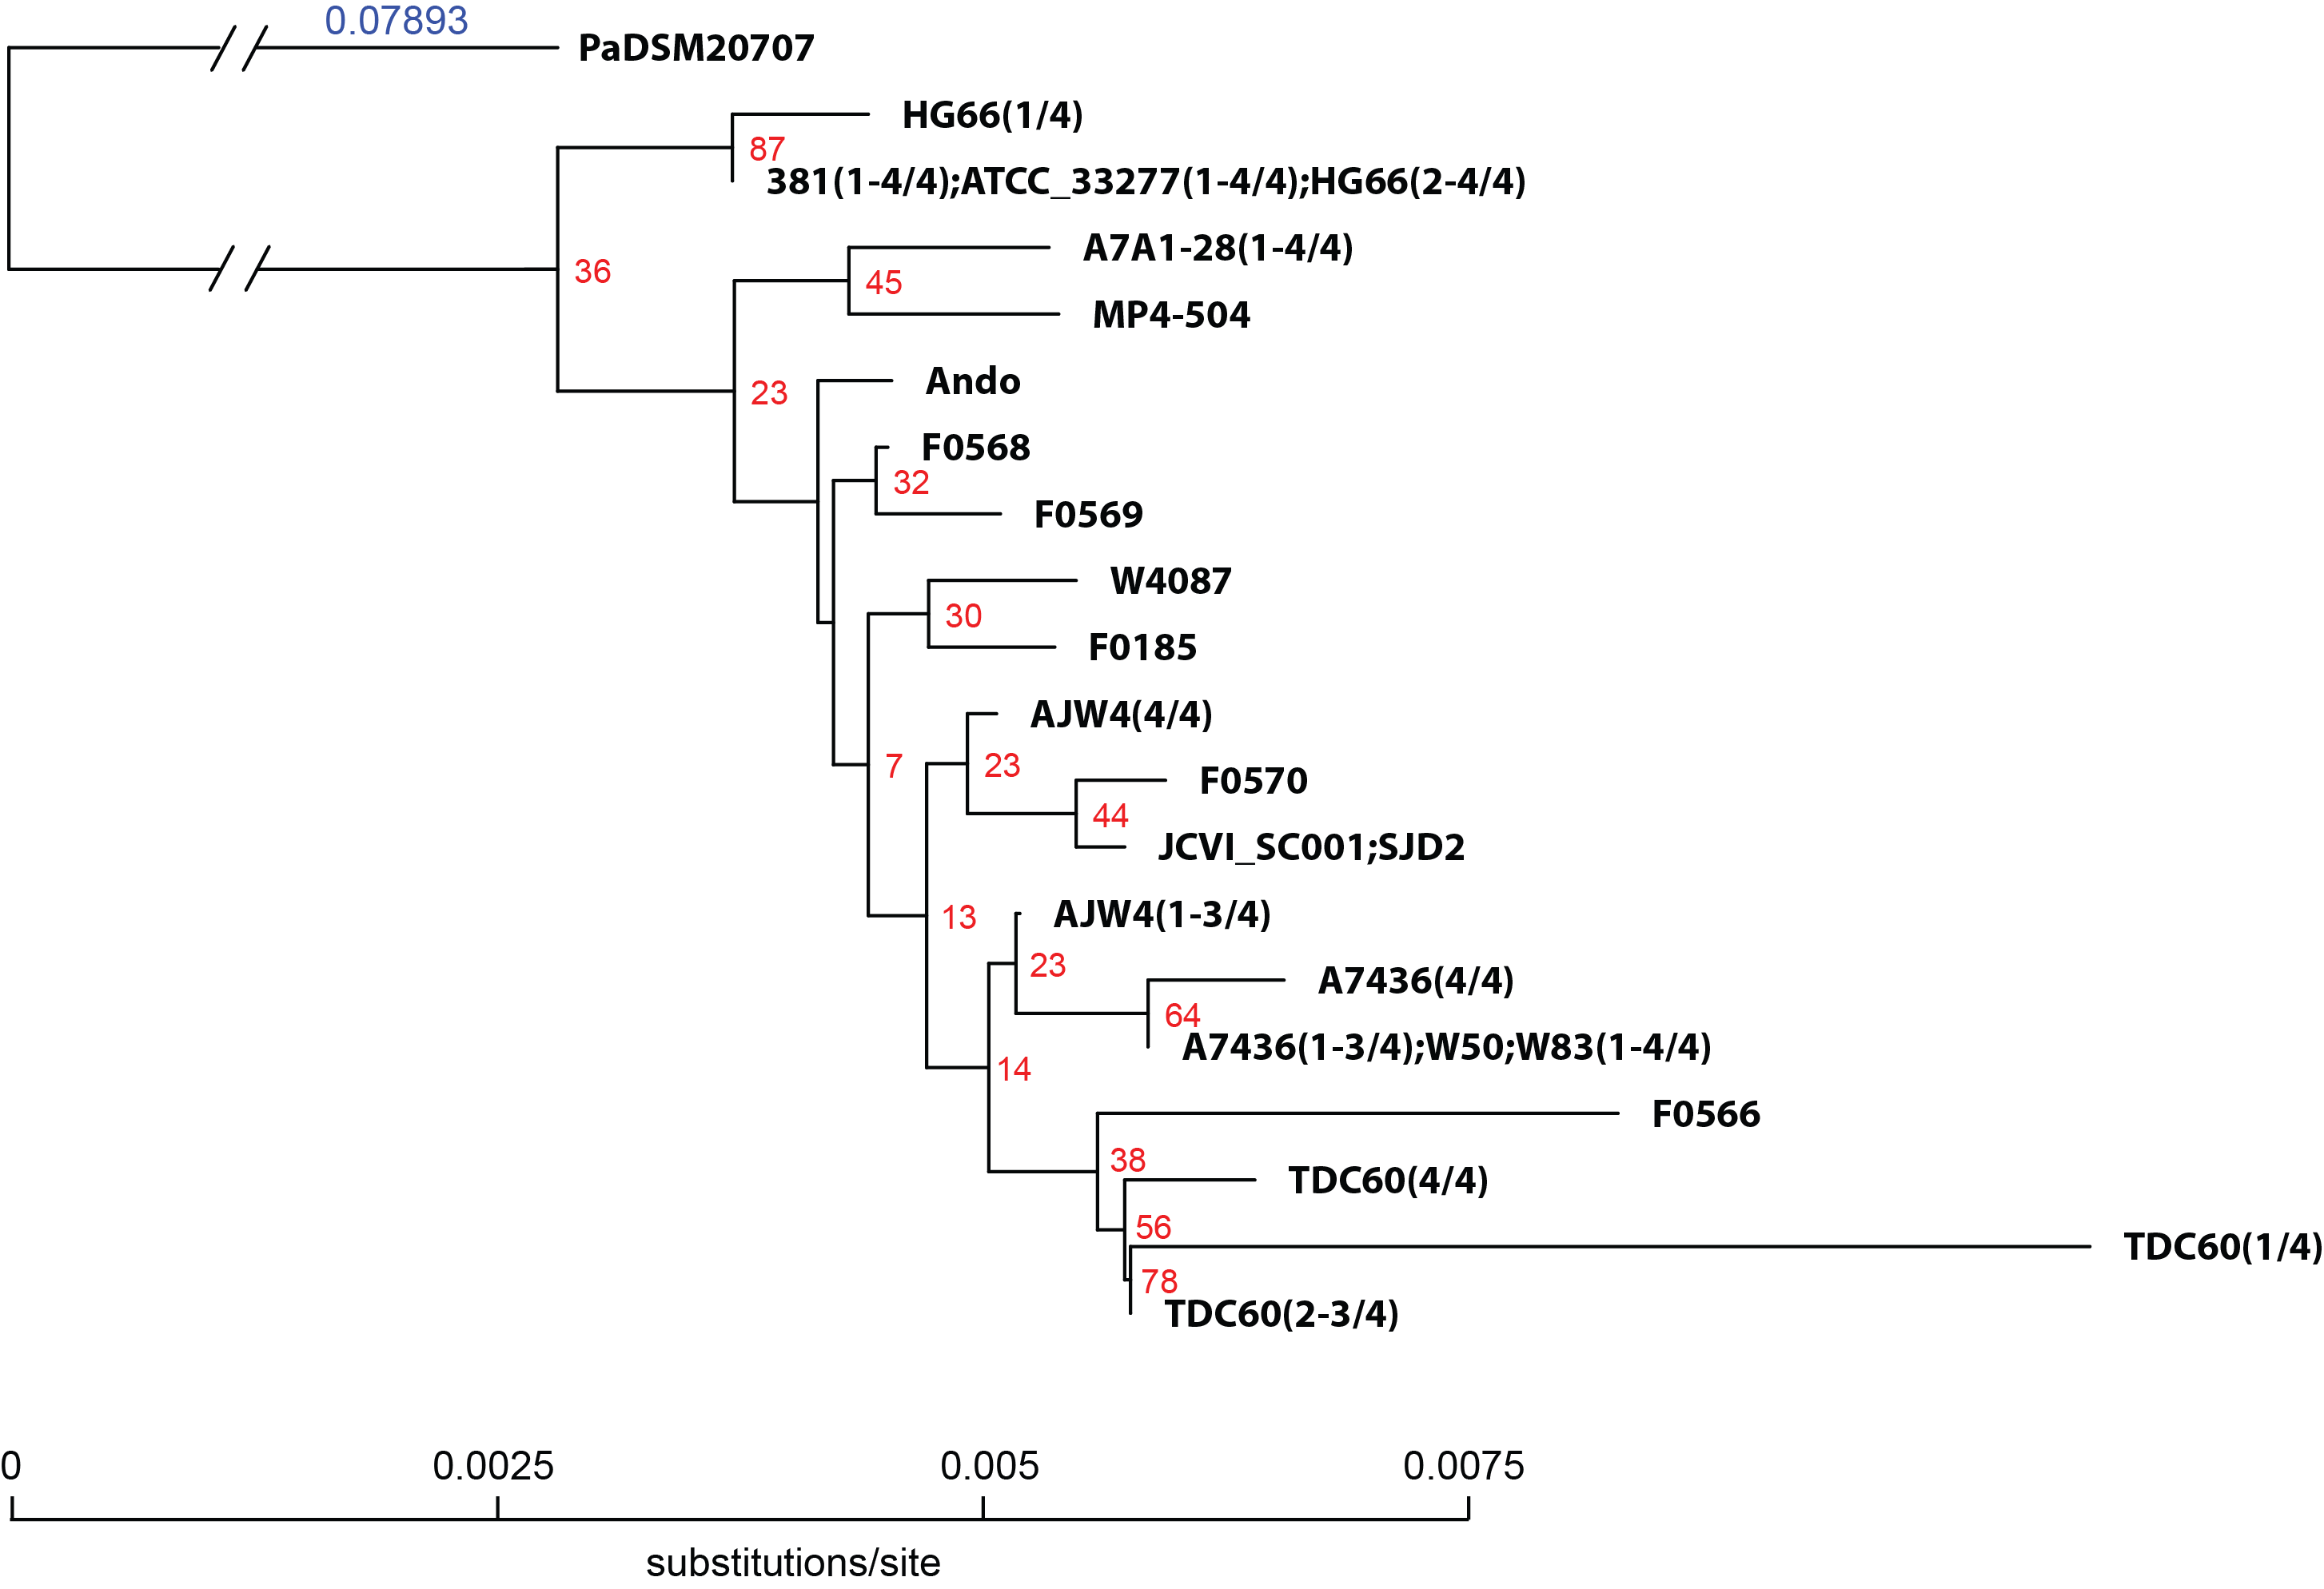 0.07893
PaDSM20707
HG66(1/4)
87
381(1-4/4);ATCC_33277(1-4/4);HG66(2-4/4)
A7A1-28(1-4/4)
36
45
MP4-504
Ando
23
F0568
32
F0569
W4087
30
F0185
AJW4(4/4)
7
23
F0570
44
JCVI_SC001;SJD2
AJW4(1-3/4)
13
23
A7436(4/4)
64
A7436(1-3/4);W50;W83(1-4/4)
14
F0566
38
TDC60(4/4)
56
TDC60(1/4)
78
TDC60(2-3/4)
0 0.0025 0.005 0.0075
substitutions/site